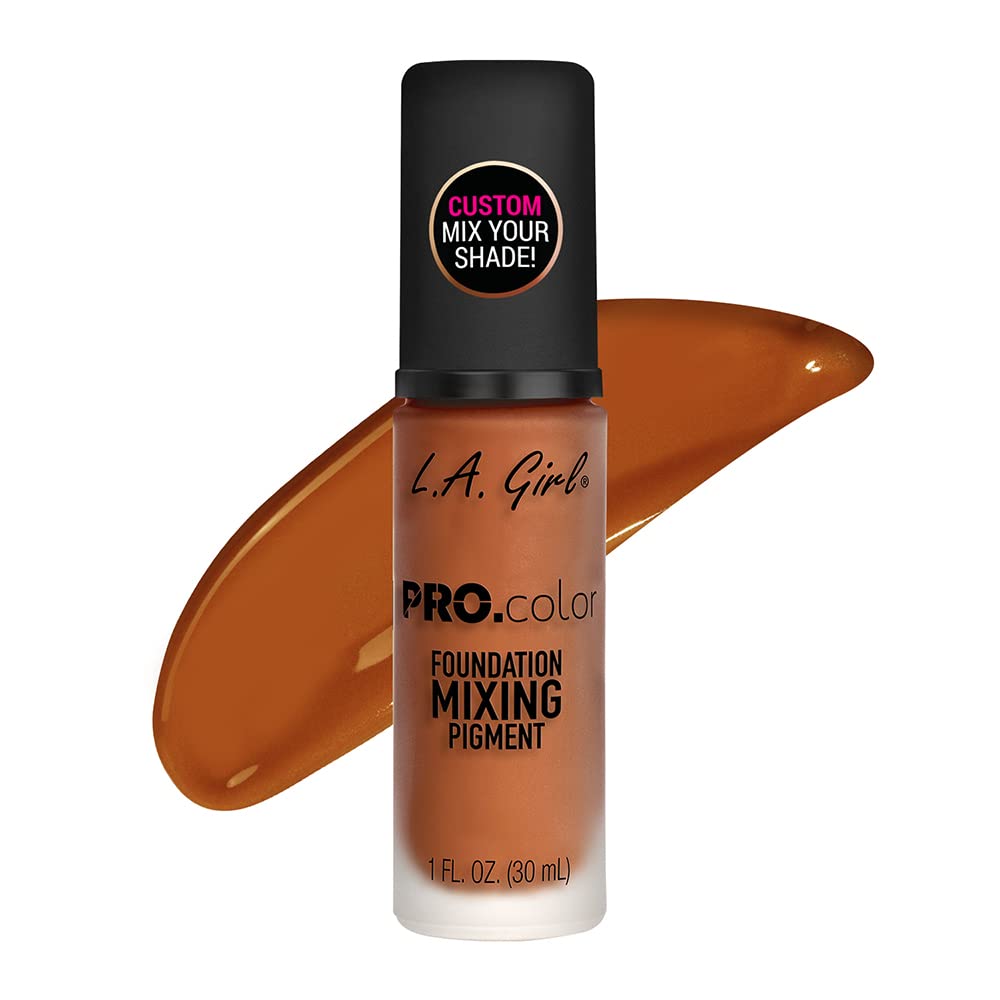 CUSTOM
MIX YOUR
SHADE!
L.A. Girl®
PRO.color
FOUNDATION
MIXING
PIGMENT
1 FL. OZ. (30 mL)